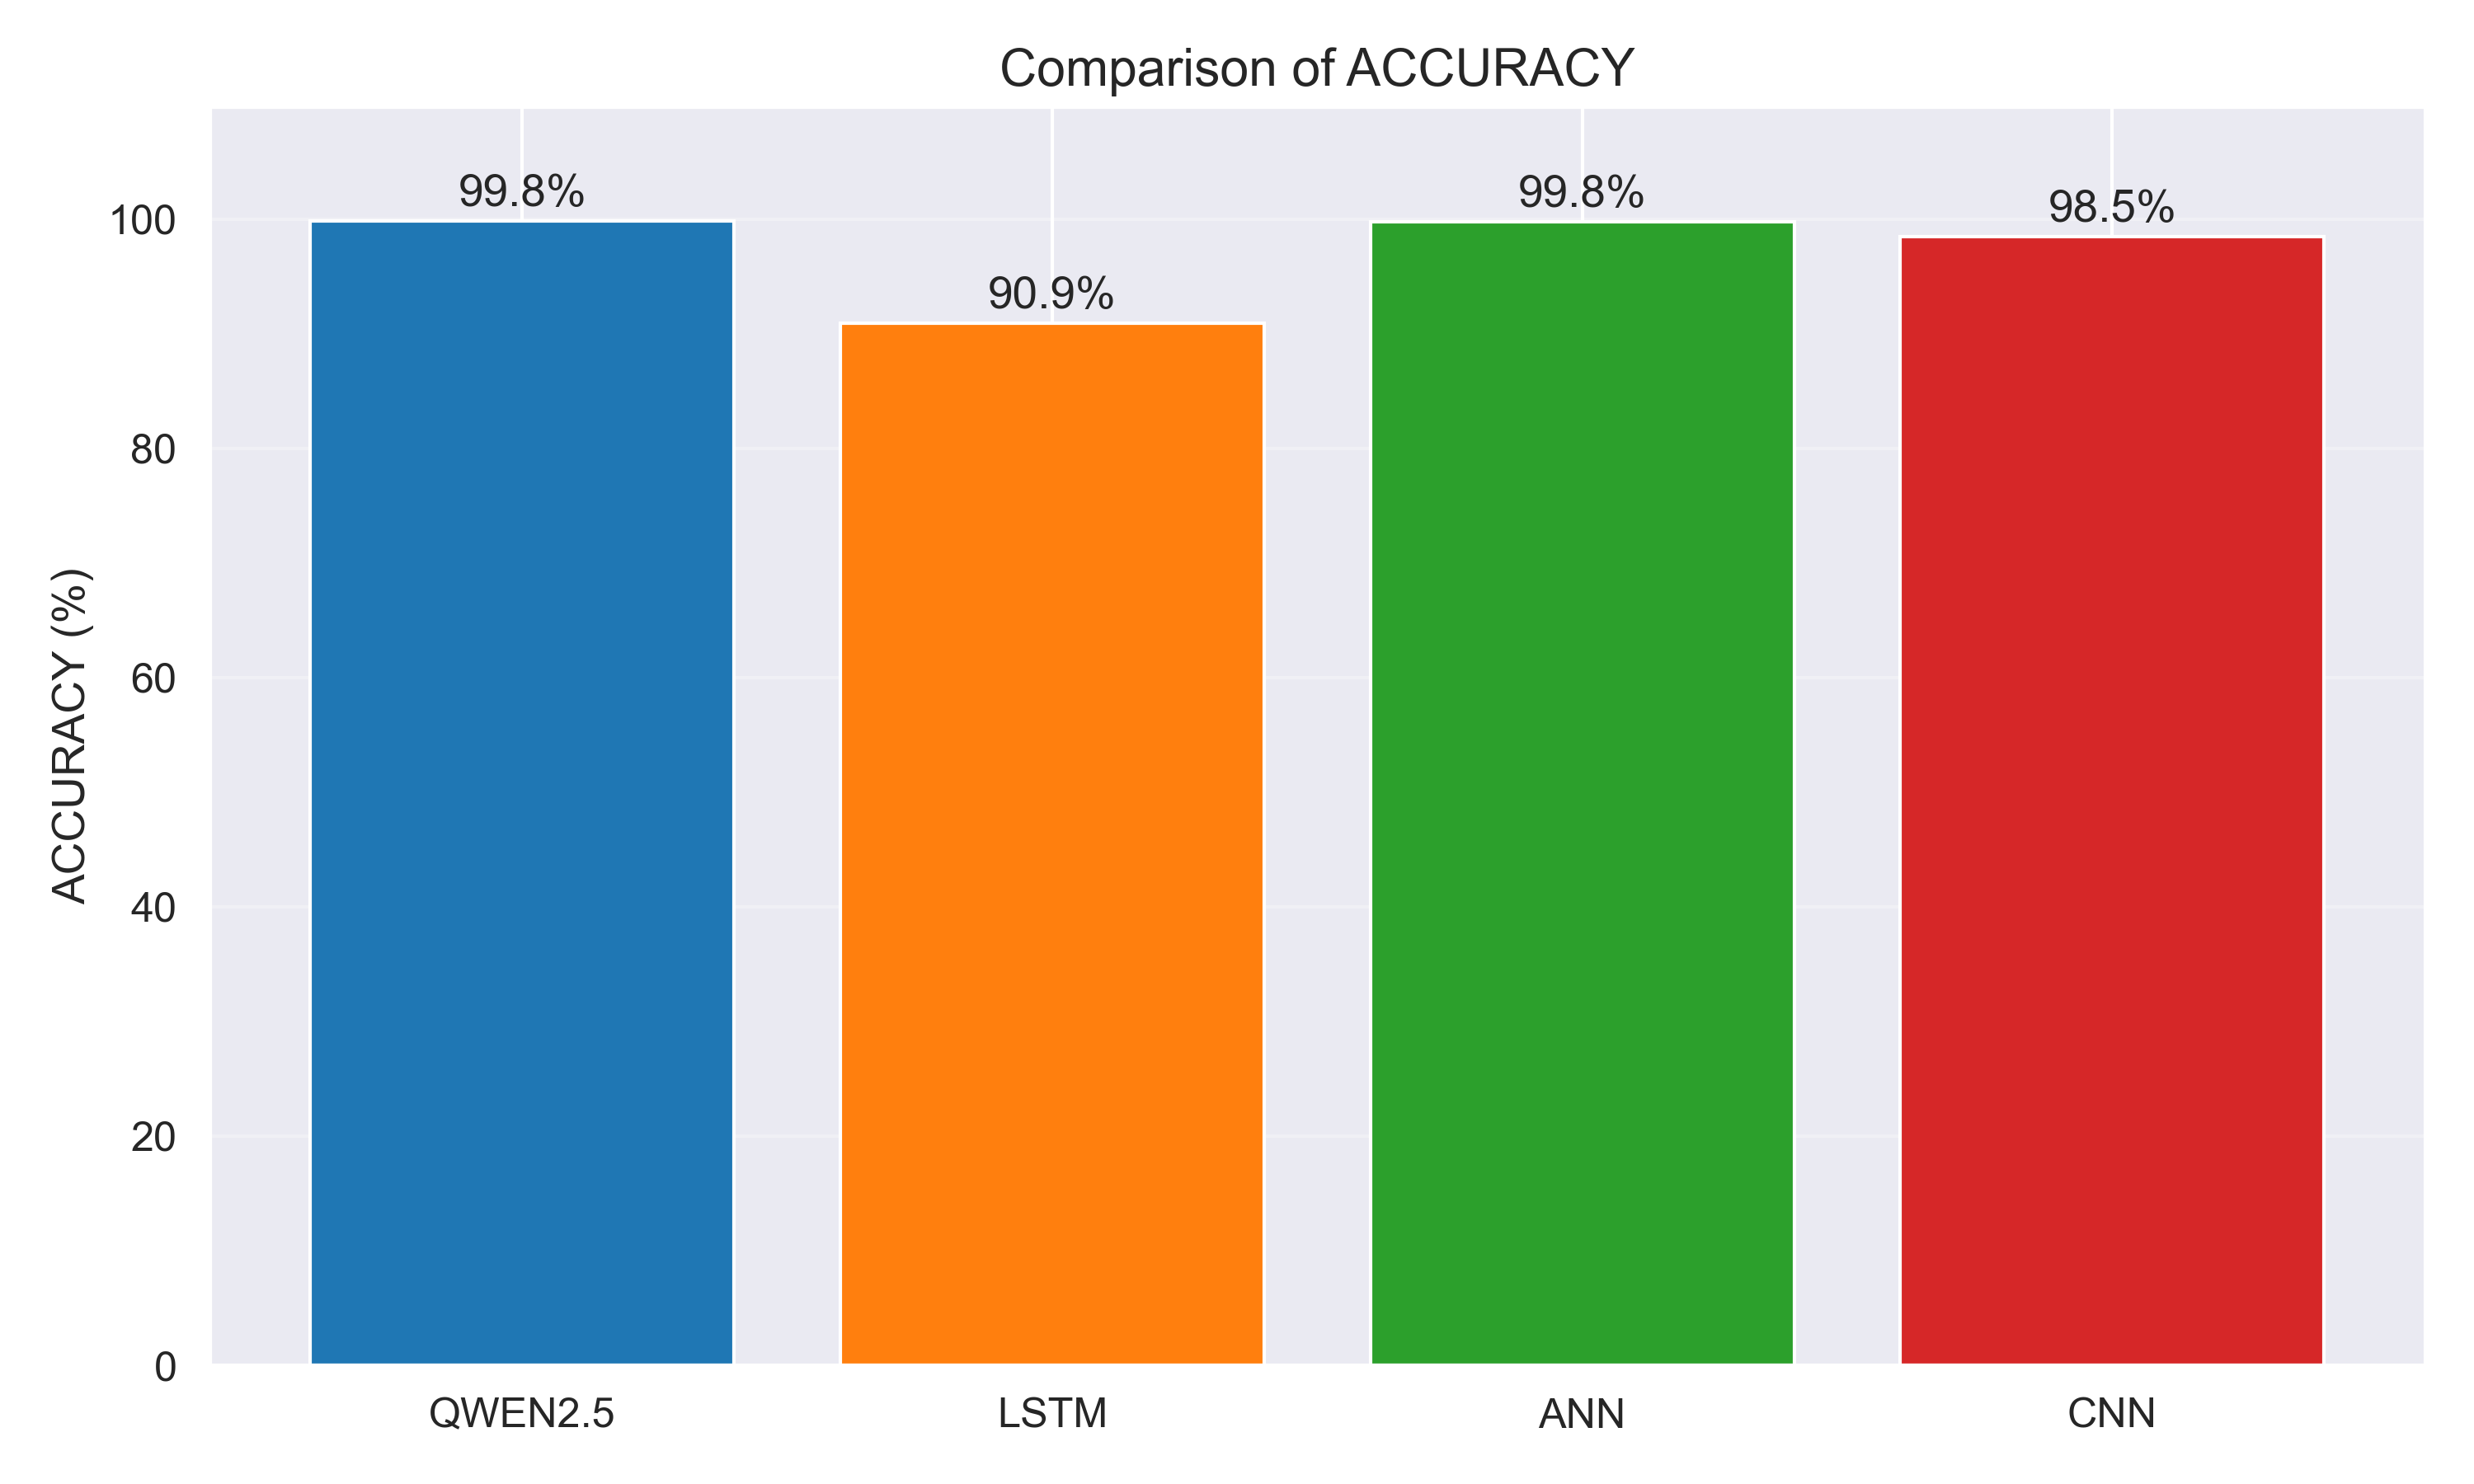 Comparison of ACCURACY
99.8%
90.9%
99.8%
98.5%
100
80
60
40
20
0
ACCURACY (%)
QWEN2.5
LSTM
ANN
CNN